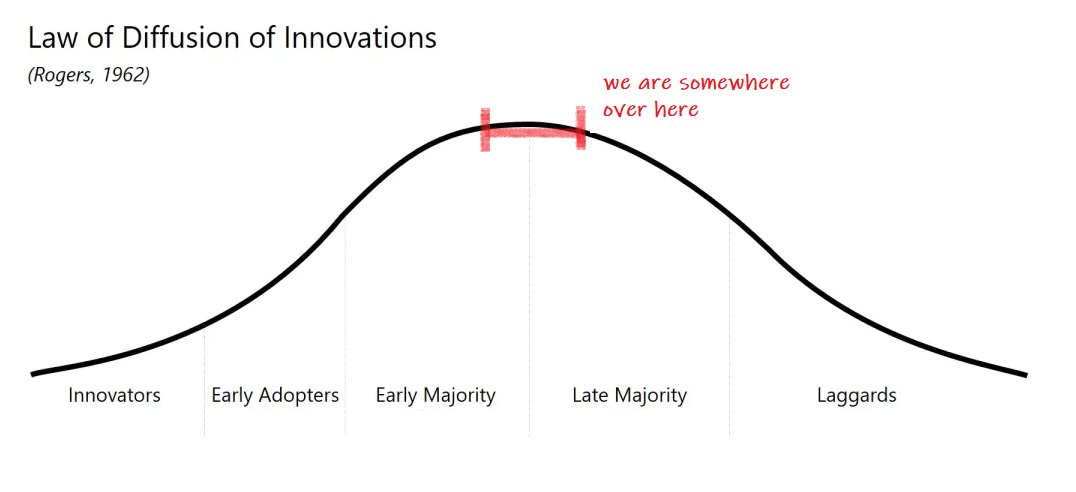 Law of Diffusion of Innovations
(Rogers, 1962)
we are somewhere
over here
Innovators
Early Adopters
Early Majority
Late Majority
Laggards